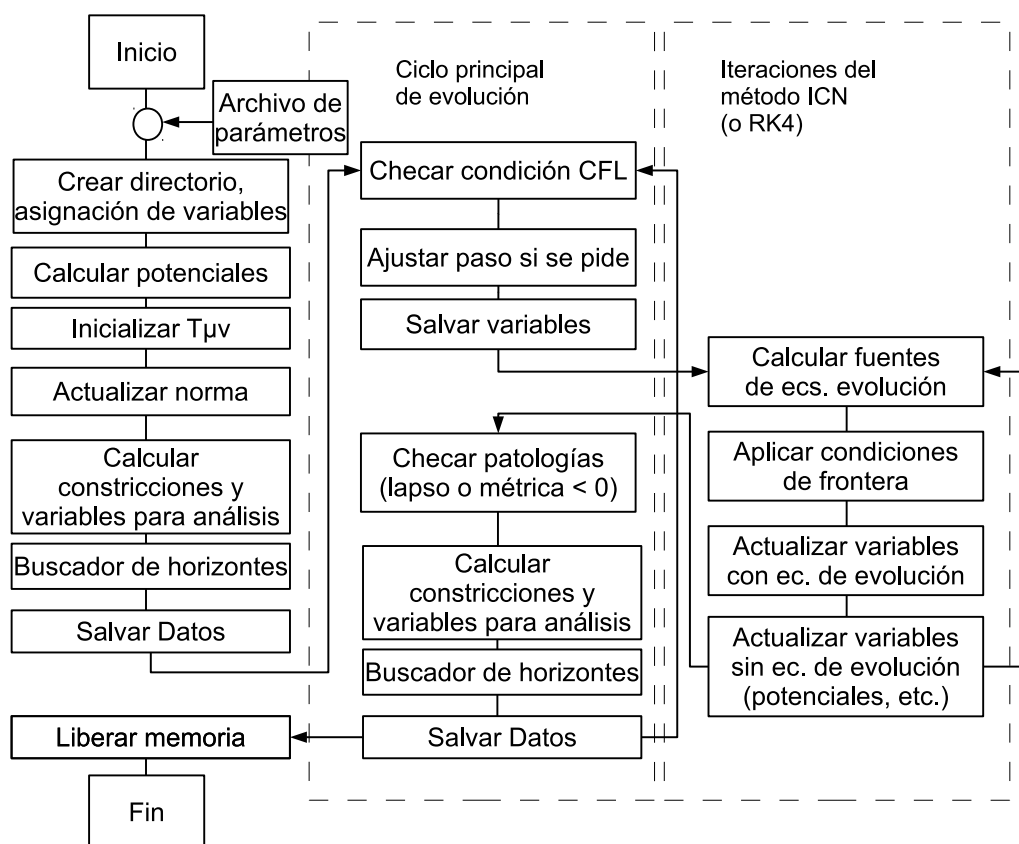 Inicio
Archivo de
parámetros
Crear directorio,
asignación de variables
Calcular potenciales
Inicializar Tμν
Actualizar norma
Calcular
constricciones y
variables para análisis
Buscador de horizontes
Salvar Datos
Liberar memoria
Fin
Ciclo principal
de evolución
Checar condición CFL
Ajustar paso si se pide
Salvar variables
Checar patologías
(lapso o métrica < 0)
Calcular
constricciones y
variables para análisis
Buscador de horizontes
Salvar Datos
Iteraciones del
método ICN
(o RK4)
Calcular fuentes
de ecs. evolución
Aplicar condiciones
de frontera
Actualizar variables
con ec. de evolución
Actualizar variables
sin ec. de evolución
(potenciales, etc.)